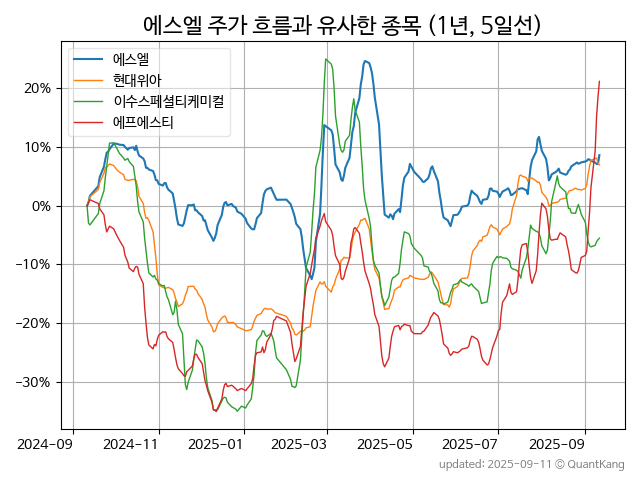 에스엘 주가 흐름과 유사한 종목 (1년, 5일선)
에스엘
현대위아
이수스페셜티케미컬
에프에스티
20%
10%
0%
−10%
−20%
−30%
2024-09 2024-11 2025-01 2025-03 2025-05 2025-07 2025-09
updated: 2025-09-11 © QuantKang